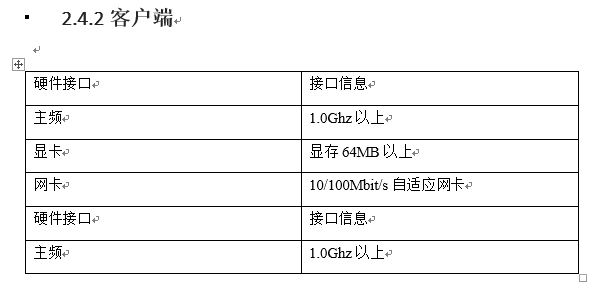 2.4.2 客户端
硬件接口 接口信息
主频 1.0Ghz 以上
显卡 显存 64MB 以上
网卡 10/100Mbit/s 自适应网卡
硬件接口 接口信息
主频 1.0Ghz 以上